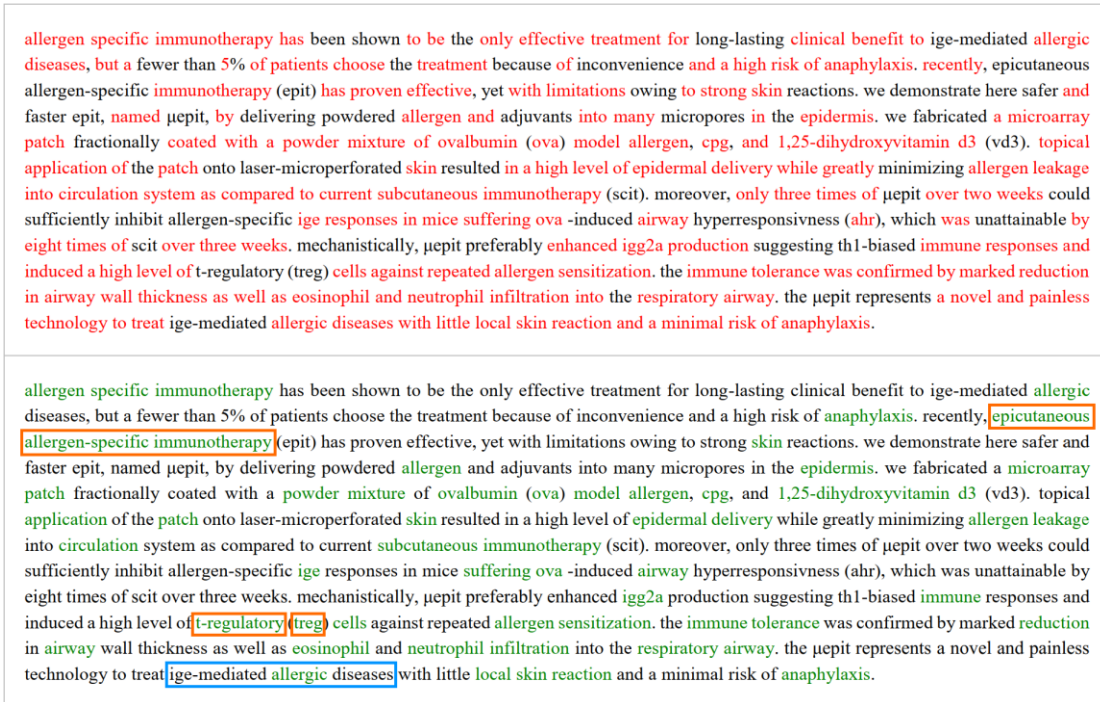 allergen specific immunotherapy has been shown to be the only effective treatment for long-lasting clinical benefit to ige-mediated allergic
diseases, but a fewer than 5% of patients choose the treatment because of inconvenience and a high risk of anaphylaxis. recently, epicutaneous
allergen-specific immunotherapy (epit) has proven effective, yet with limitations owing to strong skin reactions. we demonstrate here safer and
faster epit, named µepit, by delivering powdered allergen and adjuvants into many micropores in the epidermis. we fabricated a microarray
patch fractionally coated with a powder mixture of ovalbumin (ova) model allergen, cpg, and 1,25-dihydroxyvitamin d3 (vd3). topical
application of the patch onto laser-microperforated skin resulted in a high level of epidermal delivery while greatly minimizing allergen leakage
into circulation system as compared to current subcutaneous immunotherapy (scit). moreover, only three times of µepit over two weeks could
sufficiently inhibit allergen-specific ige responses in mice suffering ova -induced airway hyperresponsivness (ahr), which was unattainable by
eight times of scit over three weeks. mechanistically, µepit preferably enhanced igg2a production suggesting th1-biased immune responses and
induced a high level of t-regulatory (treg) cells against repeated allergen sensitization. the immune tolerance was confirmed by marked reduction
in airway wall thickness as well as eosinophil and neutrophil infiltration into the respiratory airway. the µepit represents a novel and painless
technology to treat ige-mediated allergic diseases with little local skin reaction and a minimal risk of anaphylaxis.
allergen specific immunotherapy has been shown to be the only effective treatment for long-lasting clinical benefit to ige-mediated allergic
diseases, but a fewer than 5% of patients choose the treatment because of inconvenience and a high risk of anaphylaxis. recently, epicutaneous
allergen-specific immunotherapy (epit) has proven effective, yet with limitations owing to strong skin reactions. we demonstrate here safer and
faster epit, named µepit, by delivering powdered allergen and adjuvants into many micropores in the epidermis. we fabricated a microarray
patch fractionally coated with a powder mixture of ovalbumin (ova) model allergen, cpg, and 1,25-dihydroxyvitamin d3 (vd3). topical
application of the patch onto laser-microperforated skin resulted in a high level of epidermal delivery while greatly minimizing allergen leakage
into circulation system as compared to current subcutaneous immunotherapy (scit). moreover, only three times of µepit over two weeks could
sufficiently inhibit allergen-specific ige responses in mice suffering ova -induced airway hyperresponsivness (ahr), which was unattainable by
eight times of scit over three weeks. mechanistically, µepit preferably enhanced igg2a production suggesting th1-biased immune responses and
induced a high level of t-regulatory (treg) cells against repeated allergen sensitization. the immune tolerance was confirmed by marked reduction
in airway wall thickness as well as eosinophil and neutrophil infiltration into the respiratory airway. the µepit represents a novel and painless
technology to treat ige-mediated allergic diseases with little local skin reaction and a minimal risk of anaphylaxis.